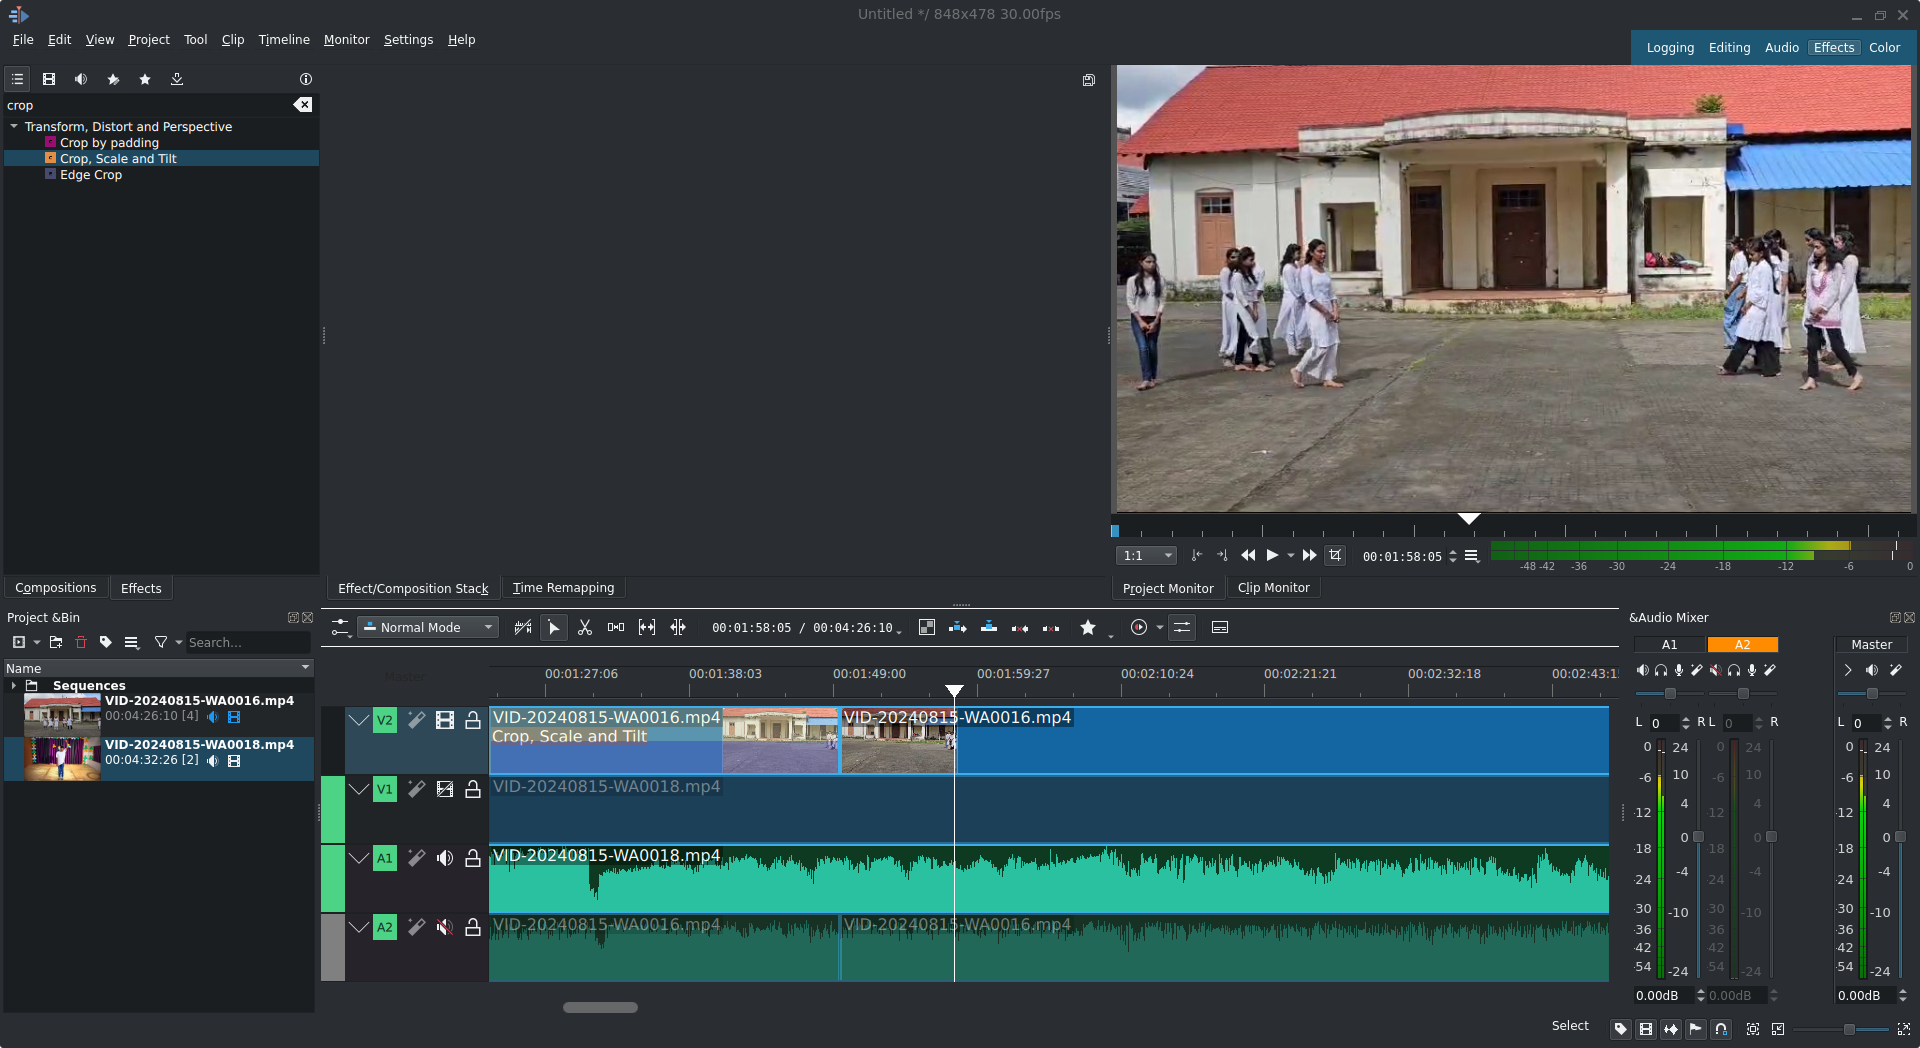 Untitled */ 848x478 30.00fps
File Edit View Project Tool Clip Timeline Monitor Settings Help
Logging Editing Audio Effects Color
crop
Transform, Distort and Perspective
Crop by padding
Crop, Scale and Tilt
Edge Crop
1:1
00:01:58:05
-48 -42 -36 -30 -24 -18 -12 -6 0
Compositions Effects
Effect/Composition Stack Time Remapping
Project Monitor Clip Monitor
Project &Bin
Search...
Name
Sequences
VID-20240815-WA0016.mp4
00:04:26:10 [4]
VID-20240815-WA0018.mp4
00:04:32:26 [2]
Normal Mode
00:01:58:05 / 00:04:26:10
Master
00:01:27:06 00:01:38:03 00:01:49:00 00:01:59:27 00:02:10:24 00:02:21:21 00:02:32:18 00:02:43:1
V2
VID-20240815-WA0016.mp4
Crop, Scale and Tilt
VID-20240815-WA0016.mp4
V1
VID-20240815-WA0018.mp4
A1
VID-20240815-WA0018.mp4
A2
VID-20240815-WA0016.mp4
VID-20240815-WA0016.mp4
&Audio Mixer
A1 A2 Master
L 0 R L 0 R L 0 R
0 24 0 24 0 24
-6 10 -6 10 -6 10
4 4 4
-12 -12 -12
0 0 0
-18 -18 -18
-4 -4 -4
-24 -24 -24
-30 -10 -30 -10 -30 -10
-36 -36 -36
-42 -42 -42
-54 -24 -54 -24 -54 -24
0.00dB 0.00dB 0.00dB
Select